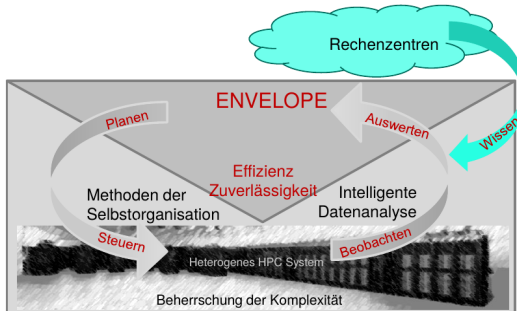 Rechenzentren
ENVELOPE
Planen
Auswerten
Wissen
Effizienz
Zuverlässigkeit
Methoden der
Selbstorganisation
Intelligente
Datenanalyse
Steuern
Beobachten
Heterogenes HPC System
Beherrschung der Komplexität